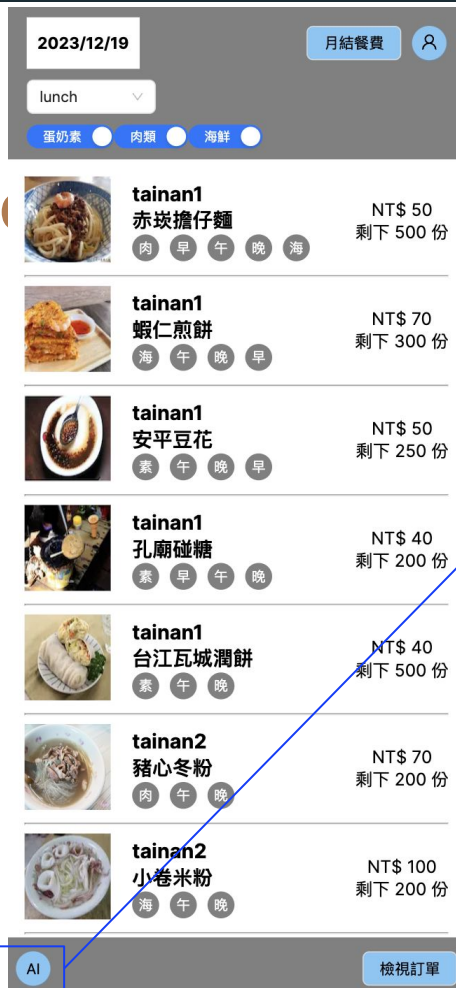 2023/12/19
月結餐費
lunch
蛋奶素 肉類 海鮮
tainan1
赤崁擔仔麵
肉 早 午 晚 海
NT$ 50
剩下 500 份
tainan1
蝦仁煎餅
海 午 晚 早
NT$ 70
剩下 300 份
tainan1
安平豆花
素 午 晚 早
NT$ 50
剩下 250 份
tainan1
孔廟碰糖
素 早 午 晚
NT$ 40
剩下 200 份
tainan1
台江瓦城潤餅
素 午 晚
NT$ 40
剩下 500 份
tainan2
豬心冬粉
肉 午 晚
NT$ 70
剩下 200 份
tainan2
小卷米粉
海 午 晚
NT$ 100
剩下 200 份
AI
檢視訂單